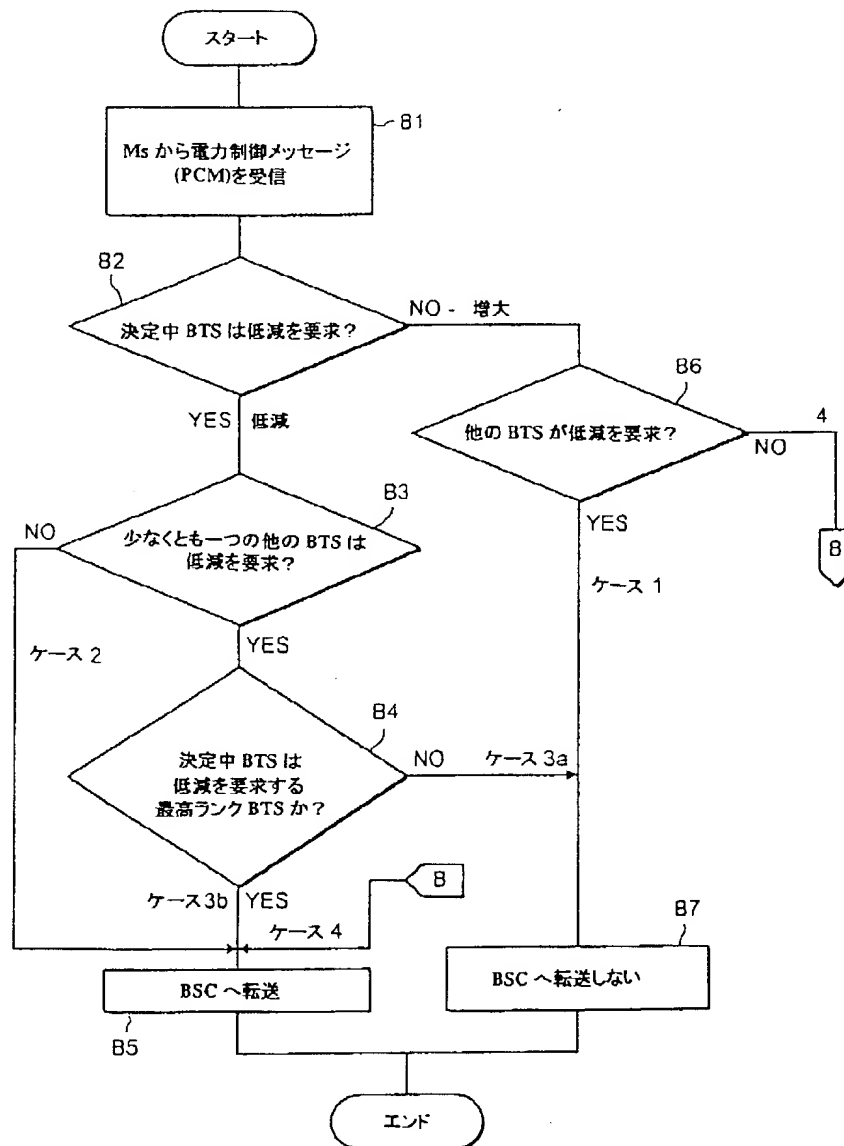 スタート
B1
Ms から電力制御メッセージ
(PCM)を受信
B2
決定中 BTS は低減を要求?
NO - 増大
YES 低減
B6
他の BTS が低減を要求?
4
NO
YES
B
B3
少なくとも一つの他の BTS は
低減を要求?
NO
ケース 1
YES
ケース 2
B4
決定中 BTS は
低減を要求する
最高ランク BTS か?
NO
ケース 3a
ケース 3b
YES
B
ケース 4
B7
BSC へ転送
BSC へ転送しない
B5
エンド